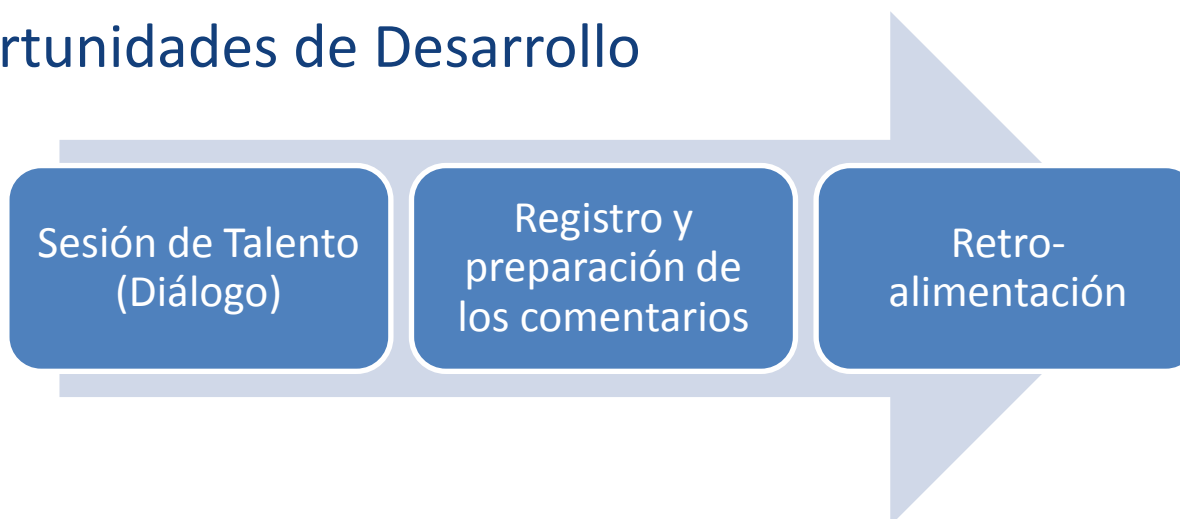 rtunidades de Desarrollo
Sesión de Talento
(Diálogo)
Registro y
preparación de
los comentarios
Retro-
alimentación